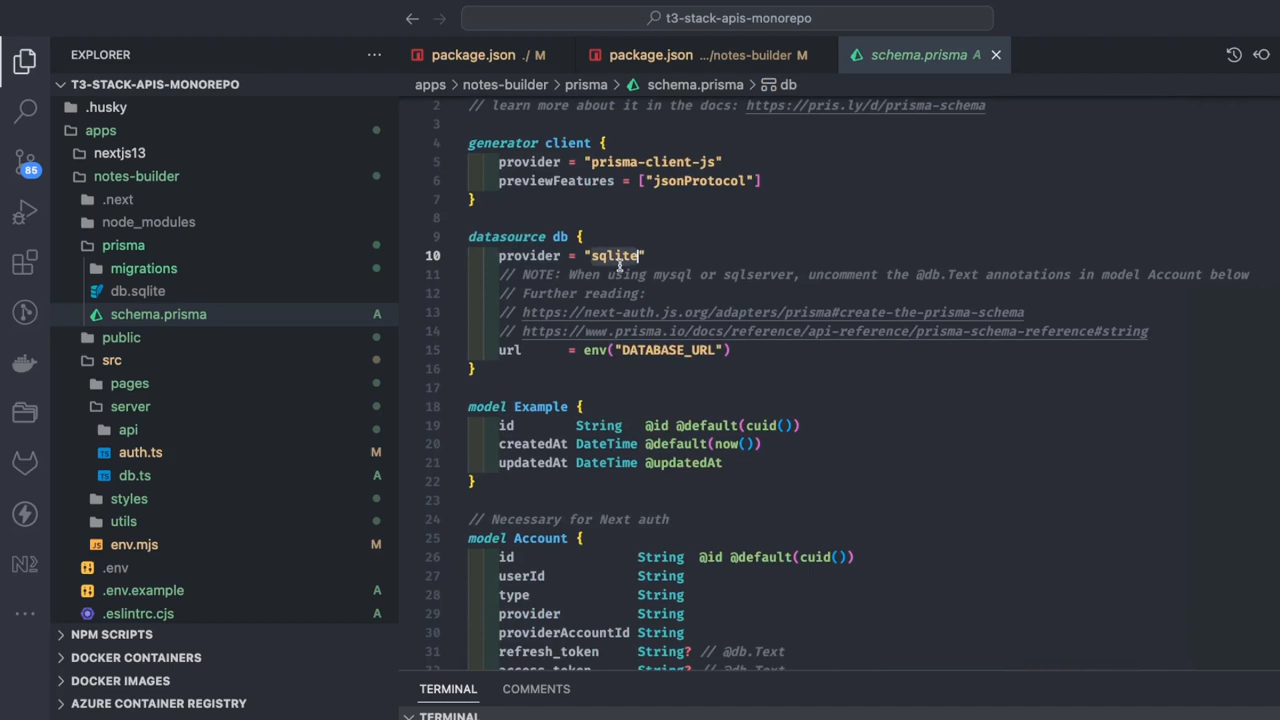 t3-stack-apis-monorepo
EXPLORER
package.json ./ M
package.json .../notes-builder M
schema.prisma A
T3-STACK-APIS-MONOREPO
apps > notes-builder > prisma > schema.prisma > db
.husky
apps
nextjs13
notes-builder
.next
node_modules
prisma
migrations
db.sqlite
schema.prisma A
public
src
pages
server
api
auth.ts M
db.ts A
styles
utils
env.mjs M
.env
.env.example A
.eslintrc.cjs A
NPM SCRIPTS
DOCKER CONTAINERS
DOCKER IMAGES
AZURE CONTAINER REGISTRY
85
2 // learn more about it in the docs: https://pris.ly/d/prisma-schema
3
4 generator client {
5 provider = "prisma-client-js"
6 previewFeatures = ["jsonProtocol"]
7 }
8
9 datasource db {
10 provider = "sqlite"
11 // NOTE: When using mysql or sqlserver, uncomment the @db.Text annotations in model Account below
12 // Further reading:
13 // https://next-auth.js.org/adapters/prisma#create-the-prisma-schema
14 // https://www.prisma.io/docs/reference/api-reference/prisma-schema-reference#string
15 url = env("DATABASE_URL")
16 }
17
18 model Example {
19 id String @id @default(cuid())
20 createdAt DateTime @default(now())
21 updatedAt DateTime @updatedAt
22 }
23
24 // Necessary for Next auth
25 model Account {
26 id String @id @default(cuid())
27 userId String
28 type String
29 provider String
30 providerAccountId String
31 refresh_token String? // @db.Text
32 access_token String? // @db.Text
TERMINAL
COMMENTS
TERMINAL